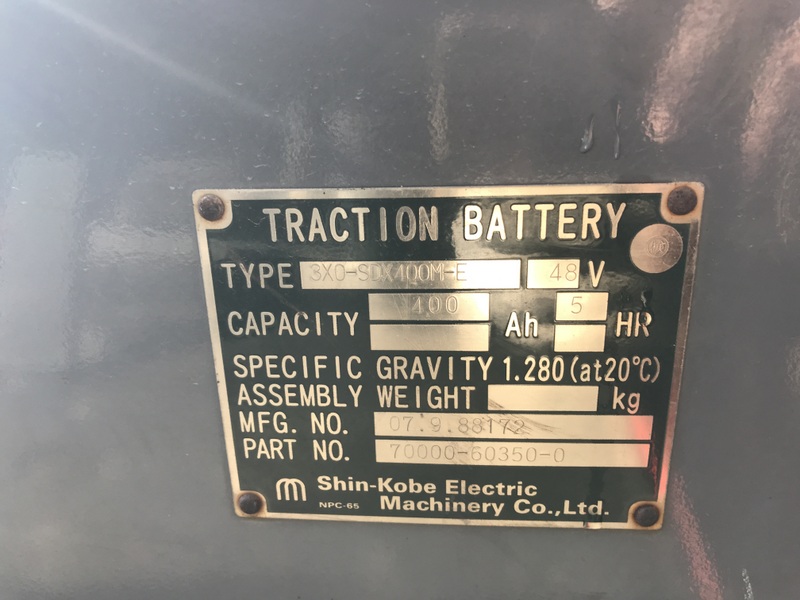 TRACTION BATTERY
TYPE 3X0-SDX400M-E 48 V
CAPACITY 400 Ah 5 HR
SPECIFIC GRAVITY 1.280 (at20°C)
ASSEMBLY WEIGHT kg
MFG. NO. 07.9.88172
PART NO. 70000-60350-0
Shin-Kobe Electric
NPC-65 Machinery Co.,Ltd.